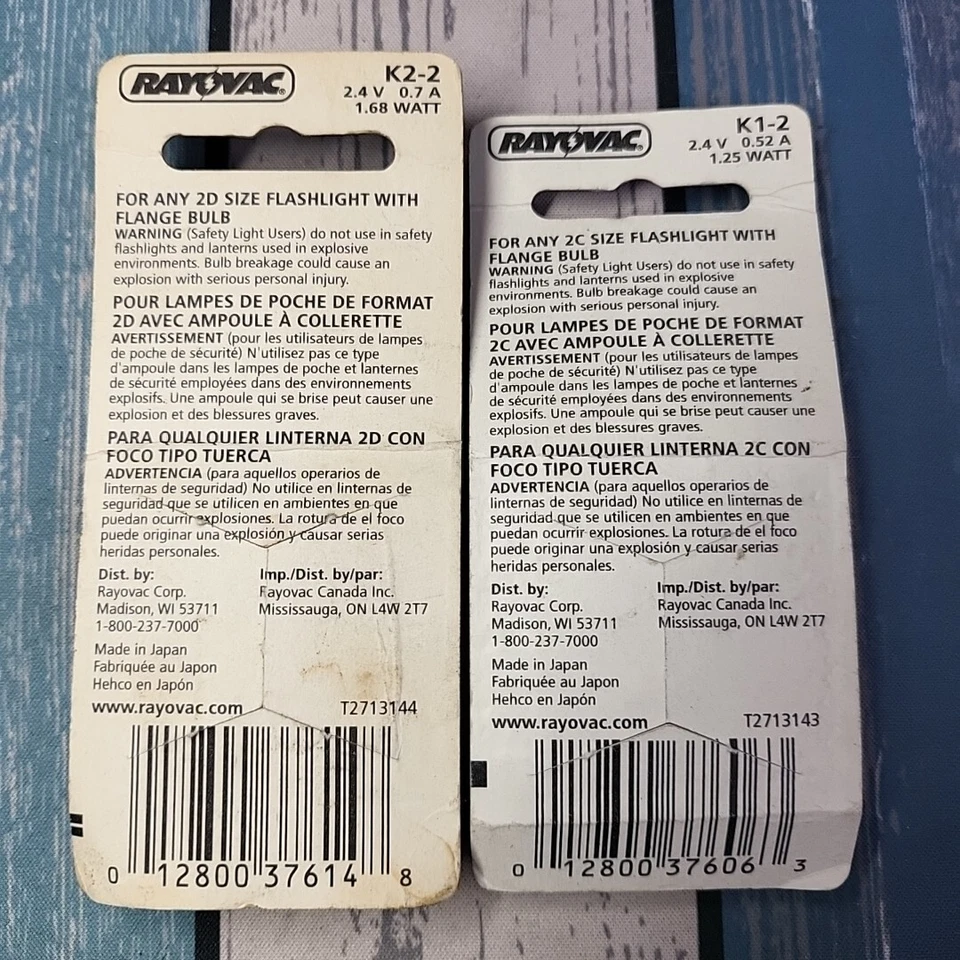 RAYOVAC®
K2-2
2.4 V 0.7 A
1.68 WATT
FOR ANY 2D SIZE FLASHLIGHT WITH
FLANGE BULB
WARNING (Safety Light Users) do not use in safety
flashlights and lanterns used in explosive
environments. Bulb breakage could cause an
explosion with serious personal injury.
POUR LAMPES DE POCHE DE FORMAT
2D AVEC AMPOULE À COLLERETTE
AVERTISSEMENT (pour les utilisateurs de lampes
de poche de sécurité) N'utilisez pas ce type
d'ampoule dans les lampes de poche et lanternes
de sécurité employées dans des environnements
explosifs. Une ampoule qui se brise peut causer une
explosion et des blessures graves.
PARA QUALQUIER LINTERNA 2D CON
FOCO TIPO TUERCA
ADVERTENCIA (para aquellos operarios de
linternas de seguridad) No utilice en linternas de
seguridad que se utilicen en ambientes en que
puedan ocurrir explosiones. La rotura de el foco
puede originar una explosión y causar serias
heridas personales.
Dist. by:
Rayovac Corp.
Madison, WI 53711
1-800-237-7000
Imp./Dist. by/par:
Rayovac Canada Inc.
Mississauga, ON L4W 2T7
Made in Japan
Fabriquée au Japon
Hehco en Japón
www.rayovac.com T2713144
0 12800 37614 8
RAYOVAC®
K1-2
2.4 V 0.52 A
1.25 WATT
FOR ANY 2C SIZE FLASHLIGHT WITH
FLANGE BULB
WARNING (Safety Light Users) do not use in safety
flashlights and lanterns used in explosive
environments. Bulb breakage could cause an
explosion with serious personal injury.
POUR LAMPES DE POCHE DE FORMAT
2C AVEC AMPOULE À COLLERETTE
AVERTISSEMENT (pour les utilisateurs de lampes
de poche de sécurité) N'utilisez pas ce type
d'ampoule dans les lampes de poche et lanternes
de sécurité employées dans des environnements
explosifs. Une ampoule qui se brise peut causer une
explosion et des blessures graves.
PARA QUALQUIER LINTERNA 2C CON
FOCO TIPO TUERCA
ADVERTENCIA (para aquellos operarios de
linternas de seguridad) No utilice en linternas de
seguridad que se utilicen en ambientes en que
puedan ocurrir explosiones. La rotura de el foco
puede originar una explosión y causar serias
heridas personales.
Dist. by:
Rayovac Corp.
Madison, WI 53711
1-800-237-7000
Imp./Dist. by/par:
Rayovac Canada Inc.
Mississauga, ON L4W 2T7
Made in Japan
Fabriquée au Japon
Hehco en Japón
www.rayovac.com T2713143
0 12800 37606 3